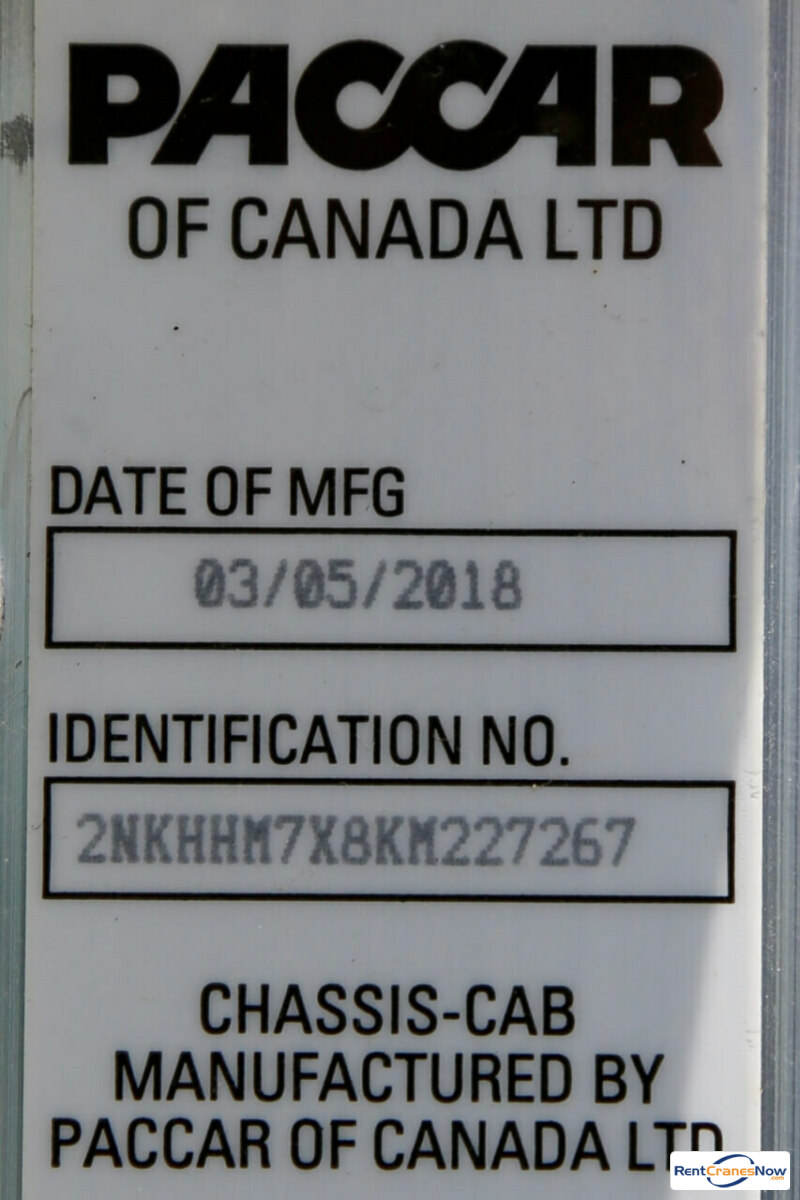 PACCAR
OF CANADA LTD
DATE OF MFG
03/05/2018
IDENTIFICATION NO.
2NKHHM7X8KM227267
CHASSIS-CAB
MANUFACTURED BY
PACCAR OF CANADA LTD
RentCranesNow.com